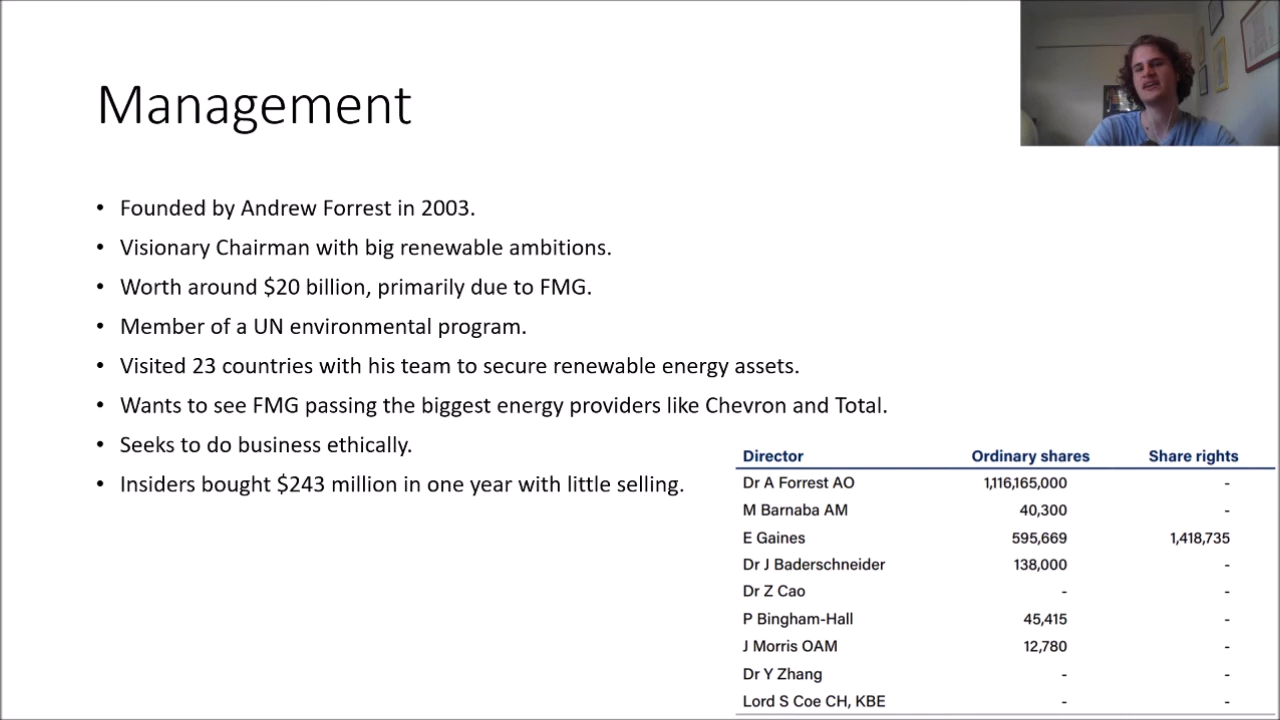 Management
• Founded by Andrew Forrest in 2003.
• Visionary Chairman with big renewable ambitions.
• Worth around $20 billion, primarily due to FMG.
• Member of a UN environmental program.
• Visited 23 countries with his team to secure renewable energy assets.
• Wants to see FMG passing the biggest energy providers like Chevron and Total.
• Seeks to do business ethically.
• Insiders bought $243 million in one year with little selling.
Director Ordinary shares Share rights
Dr A Forrest AO 1,116,165,000 -
M Barnaba AM 40,300 -
E Gaines 595,669 1,418,735
Dr J Baderschneider 138,000 -
Dr Z Cao - -
P Bingham-Hall 45,415 -
J Morris OAM 12,780 -
Dr Y Zhang - -
Lord S Coe CH, KBE - -